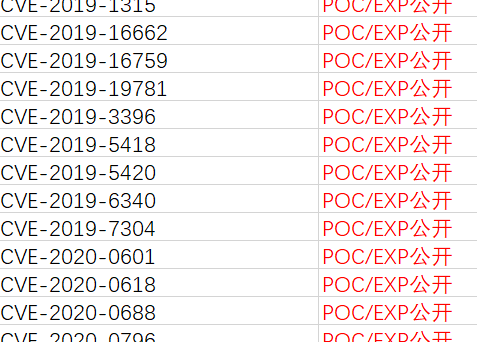 CVE-2019-1315 POC/EXP公开
CVE-2019-16662 POC/EXP公开
CVE-2019-16759 POC/EXP公开
CVE-2019-19781 POC/EXP公开
CVE-2019-3396 POC/EXP公开
CVE-2019-5418 POC/EXP公开
CVE-2019-5420 POC/EXP公开
CVE-2019-6340 POC/EXP公开
CVE-2019-7304 POC/EXP公开
CVE-2020-0601 POC/EXP公开
CVE-2020-0618 POC/EXP公开
CVE-2020-0688 POC/EXP公开
CVE-2020-0796 POC/EXP公开